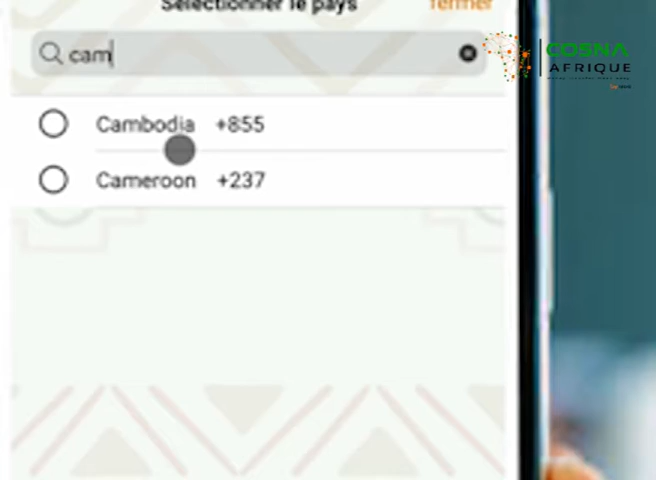 Sélectionner le pays
fermer
cam
COSNA
AFRIQUE
Cambodia +855
Cameroon +237